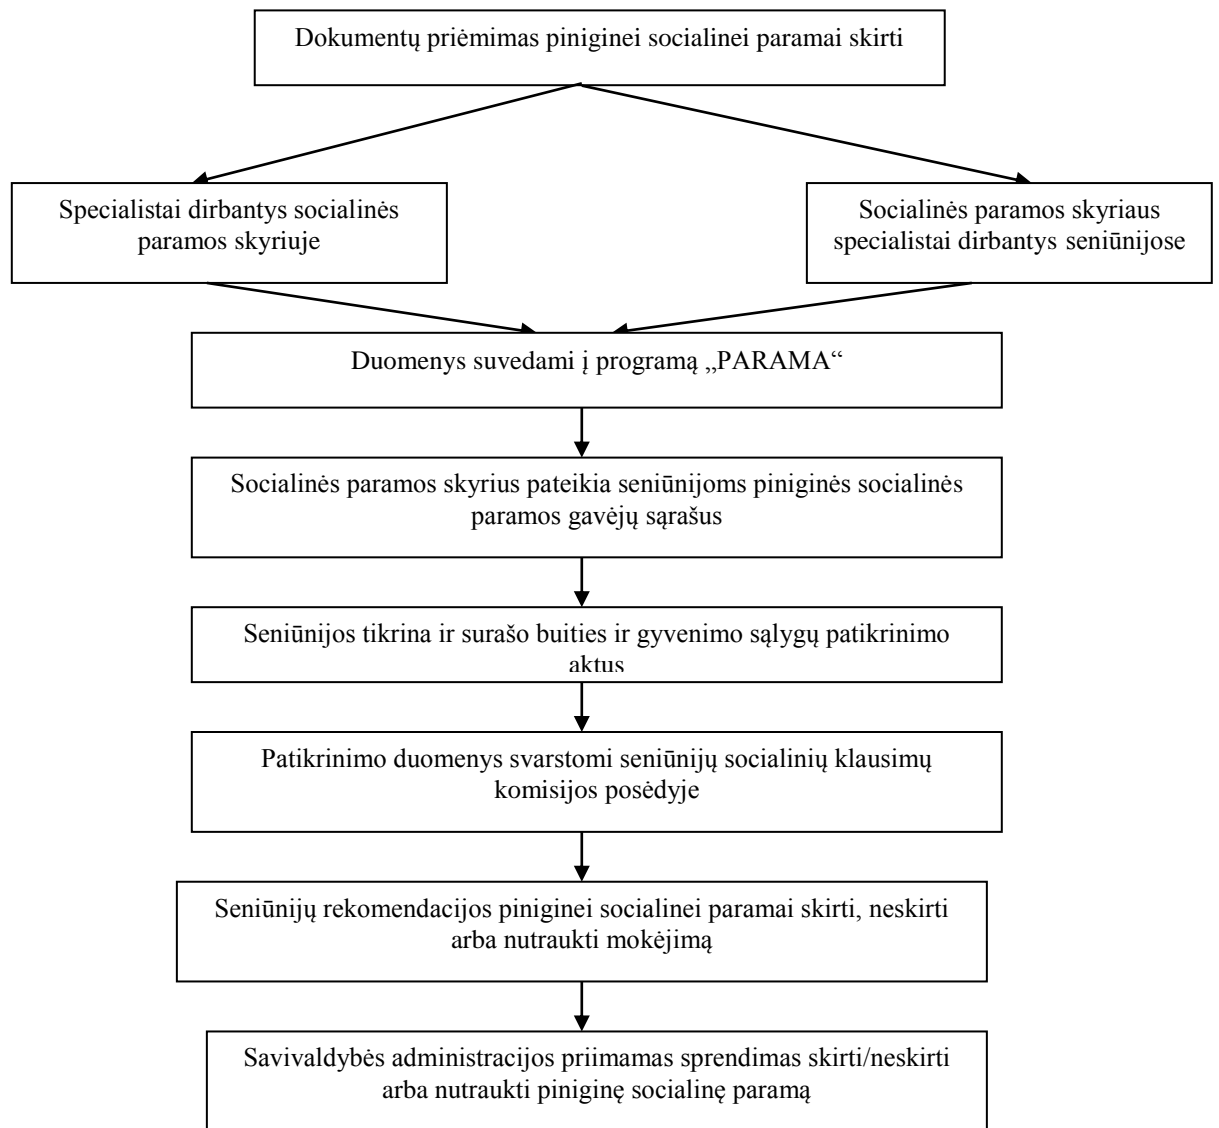 Dokumentų priėmimas piniginei socialinei paramai skirti
Specialistai dirbantys socialinės
paramos skyriuje
Socialinės paramos skyriaus
specialistai dirbantys seniūnijose
Duomenys suvedami į programą „PARAMA“
Socialinės paramos skyrius pateikia seniūnijoms piniginės socialinės
paramos gavėjų sąrašus
Seniūnijos tikrina ir surašo buities ir gyvenimo sąlygų patikrinimo
aktus
Patikrinimo duomenys svarstomi seniūnijų socialinių klausimų
komisijos posėdyje
Seniūnijų rekomendacijos piniginei socialinei paramai skirti, neskirti
arba nutraukti mokėjimą
Savivaldybės administracijos priimamas sprendimas skirti/neskirti
arba nutraukti piniginę socialinę paramą